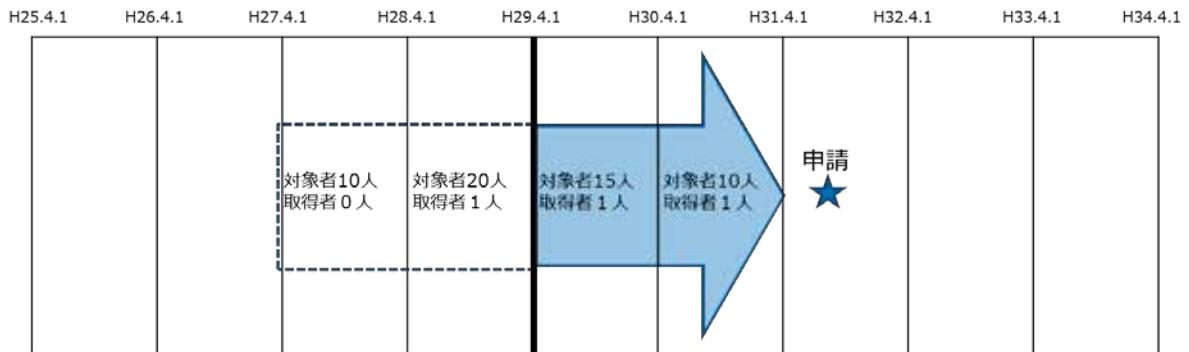 H25.4.1 H26.4.1 H27.4.1 H28.4.1 H29.4.1 H30.4.1 H31.4.1 H32.4.1 H33.4.1 H34.4.1
対象者10人
取得者0人
対象者20人
取得者1人
対象者15人
取得者1人
対象者10人
取得者1人
申請